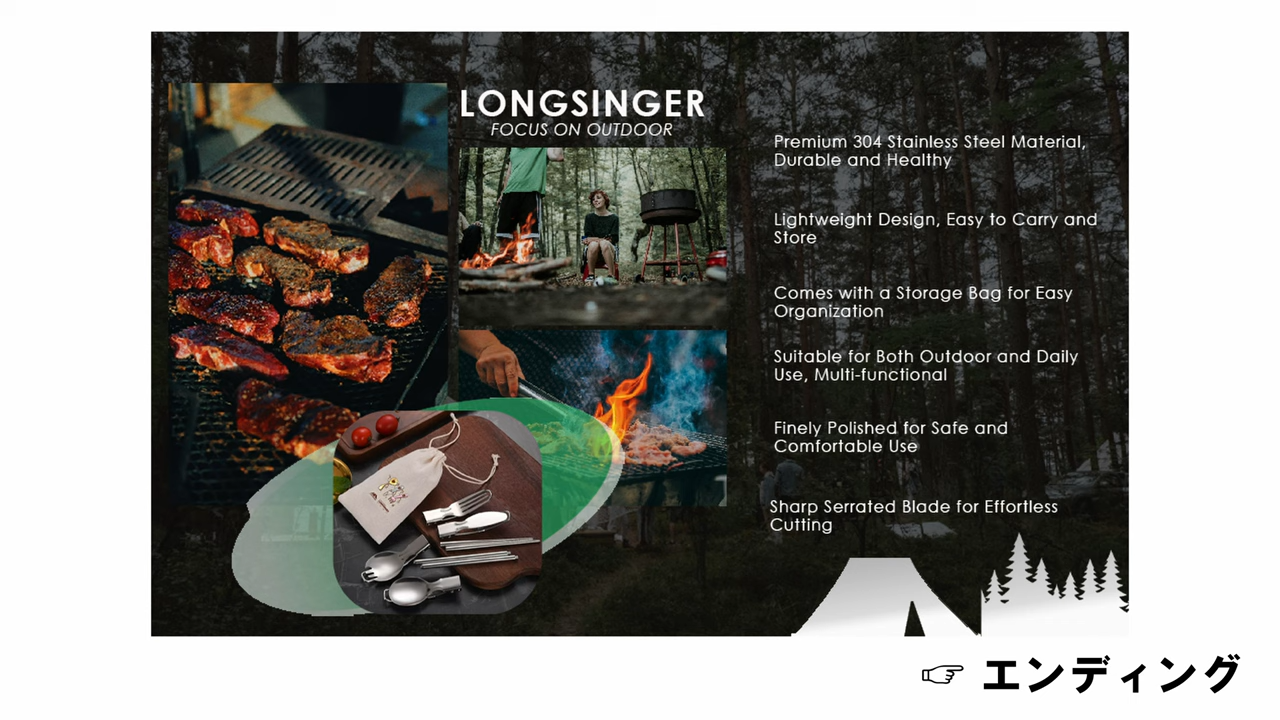 LONGSINGER
FOCUS ON OUTDOOR
Premium 304 Stainless Steel Material,
Durable and Healthy
Lightweight Design, Easy to Carry and
Store
Comes with a Storage Bag for Easy
Organization
Suitable for Both Outdoor and Daily
Use, Multi-functional
Finely Polished for Safe and
Comfortable Use
Sharp Serrated Blade for Effortless
Cutting
☞ エンディング